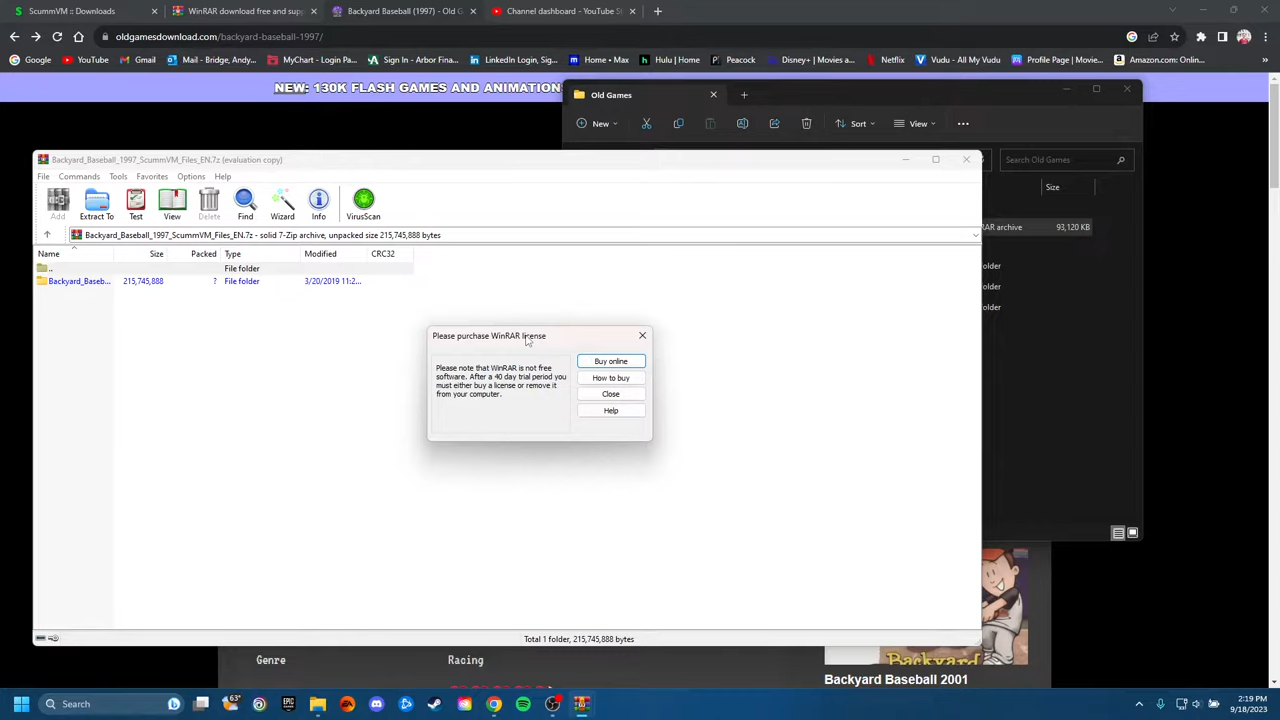 ScummVM :: Downloads
WinRAR download free and supp
Backyard Baseball (1997) - Old G
Channel dashboard - YouTube St
oldgamesdownload.com/backyard-baseball-1997/
Google YouTube Gmail Mail - Bridge, Andy... MyChart - Login Pa... Sign In - Arbor Fina... LinkedIn Login, Sig... Home • Max Hulu | Home Peacock Disney+ | Movies a... Netflix Vudu - All My Vudu Profile Page | Movie... Amazon.com: Onlin...
NEW: 130K FLASH GAMES AND ANIMATION
Old Games
New Sort View
Search Old Games
Size
RAR archive 93,120 KB
older
older
older
Backyard_Baseball_1997_ScummVM_Files_EN.7z (evaluation copy)
File Commands Tools Favorites Options Help
Add Extract To Test View Delete Find Wizard Info VirusScan
Backyard_Baseball_1997_ScummVM_Files_EN.7z - solid 7-Zip archive, unpacked size 215,745,888 bytes
Name Size Packed Type Modified CRC32
.. File folder
Backyard_Baseb... 215,745,888 ? File folder 3/20/2019 11:2...
Please purchase WinRAR license
Please note that WinRAR is not free
software. After a 40 day trial period you
must either buy a license or remove it
from your computer.
Buy online
How to buy
Close
Help
Total 1 folder, 215,745,888 bytes
Genre Racing
Backyard
Backyard Baseball 2001
Search
63°
2:19 PM
9/18/2023